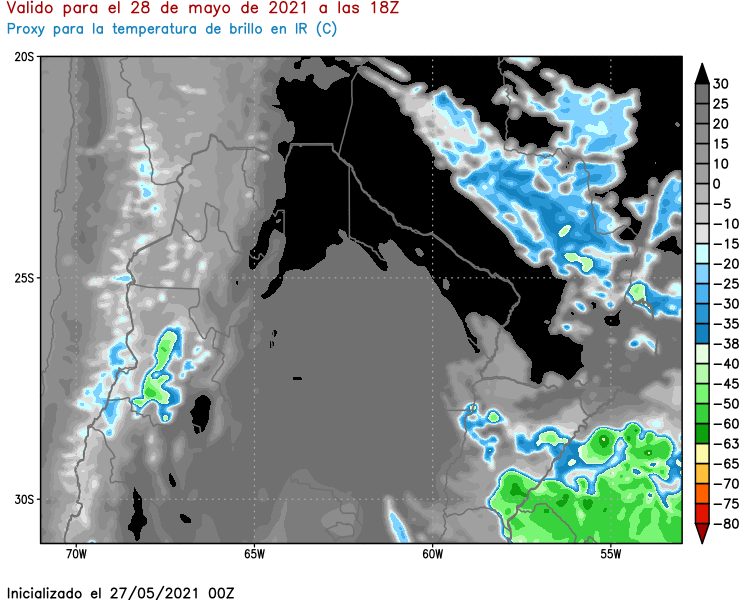 Valido para el 28 de mayo de 2021 a las 18Z
Proxy para la temperatura de brillo en IR (C)
20S
25S
30S
70W
65W
60W
55W
30
25
20
15
10
0
−5
−10
−15
−20
−25
−30
−35
−38
−40
−45
−50
−60
−63
−65
−70
−75
−80
Inicializado el 27/05/2021 00Z